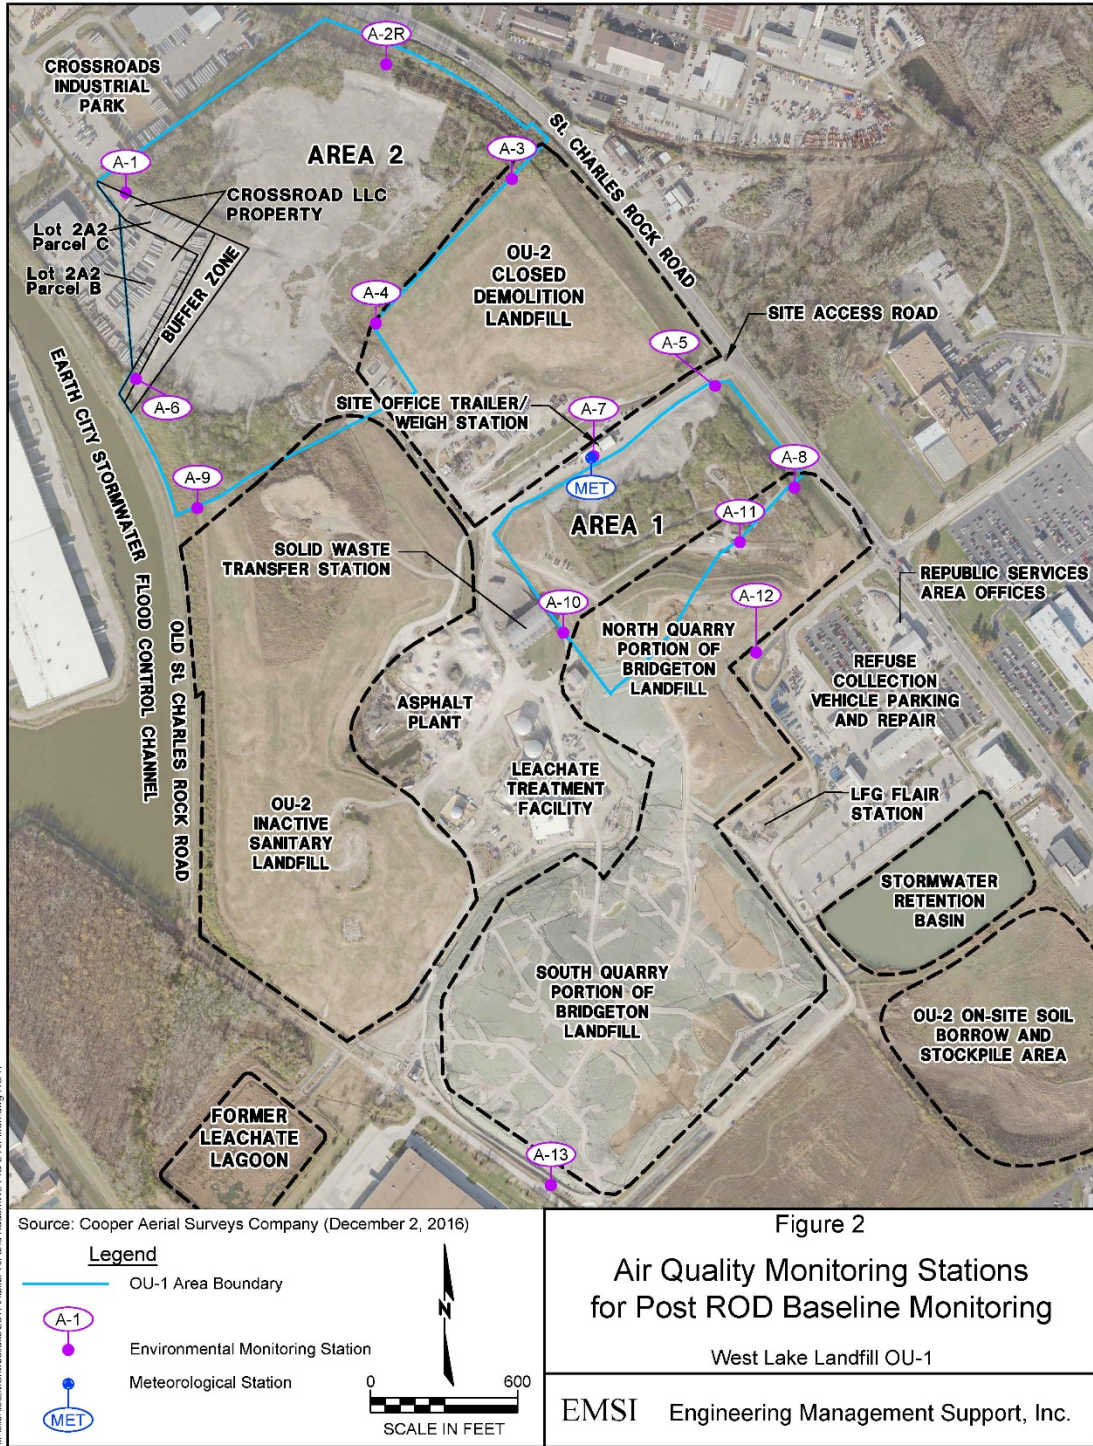 A-2R
CROSSROADS
INDUSTRIAL
PARK
A-1
AREA 2
A-3
ST. CHARLES ROCK ROAD
CROSSROAD LLC
PROPERTY
Lot 2A2
Parcel C
Lot 2A2
Parcel B
BUFFER ZONE
OU-2
CLOSED
DEMOLITION
LANDFILL
A-4
SITE ACCESS ROAD
A-5
A-6
SITE OFFICE TRAILER/
WEIGH STATION
A-7
MET
A-8
A-9
EARTH CITY STORMWATER FLOOD CONTROL CHANNEL
AREA 1
A-11
SOLID WASTE
TRANSFER STATION
REPUBLIC SERVICES
AREA OFFICES
A-10
A-12
NORTH QUARRY
PORTION OF
BRIDGETON
LANDFILL
REFUSE
COLLECTION
VEHICLE PARKING
AND REPAIR
OLD St. CHARLES ROCK ROAD
ASPHALT
PLANT
LEACHATE
TREATMENT
FACILITY
LFG FLAIR
STATION
OU-2
INACTIVE
SANITARY
LANDFILL
STORMWATER
RETENTION
BASIN
SOUTH QUARRY
PORTION OF
BRIDGETON
LANDFILL
OU-2 ON-SITE SOIL
BORROW AND
STOCKPILE AREA
FORMER
LEACHATE
LAGOON
A-13
Source: Cooper Aerial Surveys Company (December 2, 2016)
Legend
OU-1 Area Boundary
A-1
Environmental Monitoring Station
Meteorological Station
MET
N
0 600
SCALE IN FEET
Figure 2
Air Quality Monitoring Stations
for Post ROD Baseline Monitoring
West Lake Landfill OU-1
EMSI Engineering Management Support, Inc.